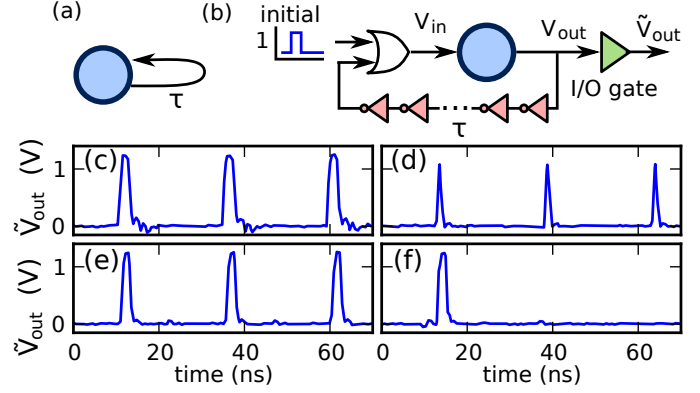 (a)
τ
(b)
initial
1
V_in
V_out
Ṽ_out
I/O gate
τ
Ṽ_out (V)
1
0
(c)
(d)
Ṽ_out (V)
1
0
(e)
(f)
0 20 40 60
0 20 40 60
time (ns)
time (ns)